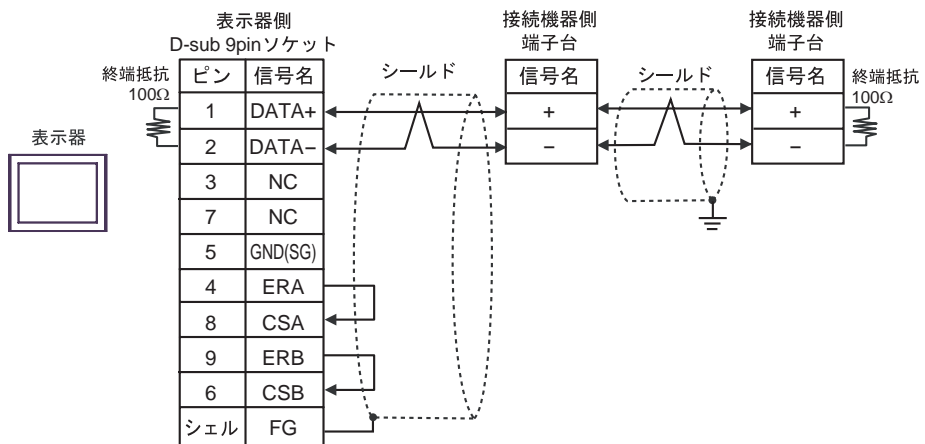 表示器側
D-sub 9pinソケット
接続機器側
端子台
接続機器側
端子台
終端抵抗
100Ω
ピン 信号名
シールド
信号名
シールド
信号名
終端抵抗
100Ω
1 DATA+
+
+
2 DATA−
−
−
表示器
3 NC
7 NC
5 GND(SG)
4 ERA
8 CSA
9 ERB
6 CSB
シェル FG